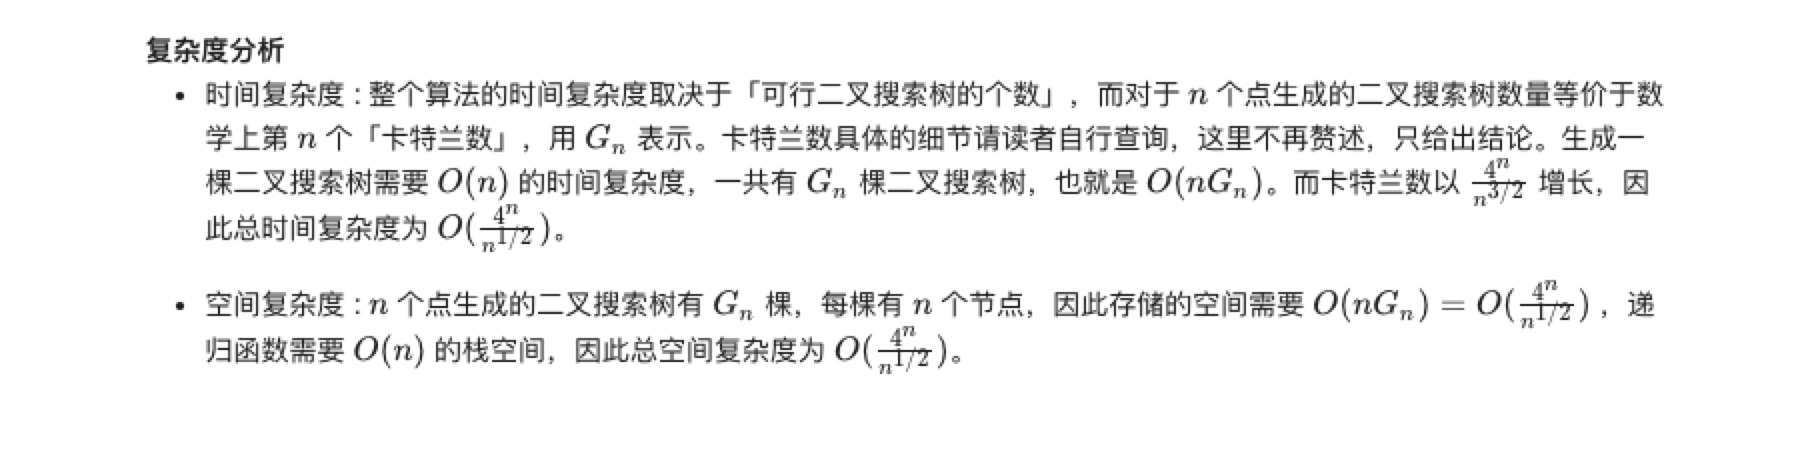 复杂度分析
• 时间复杂度 : 整个算法的时间复杂度取决于「可行二叉搜索树的个数」，而对于 n 个点生成的二叉搜索树数量等价于数
学上第 n 个「卡特兰数」，用 Gₙ 表示。卡特兰数具体的细节请读者自行查询，这里不再赘述，只给出结论。生成一
棵二叉搜索树需要 O(n) 的时间复杂度，一共有 Gₙ 棵二叉搜索树，也就是 O(nGₙ)。而卡特兰数以 $\frac{4^n}{n^{3/2}}$ 增长，因
此总时间复杂度为 $O(\frac{4^n}{n^{1/2}})$。
• 空间复杂度 : n 个点生成的二叉搜索树有 Gₙ 棵，每棵有 n 个节点，因此存储的空间需要 $O(nG_n) = O(\frac{4^n}{n^{1/2}})$ ，递
归函数需要 O(n) 的栈空间，因此总空间复杂度为 $O(\frac{4^n}{n^{1/2}})$。